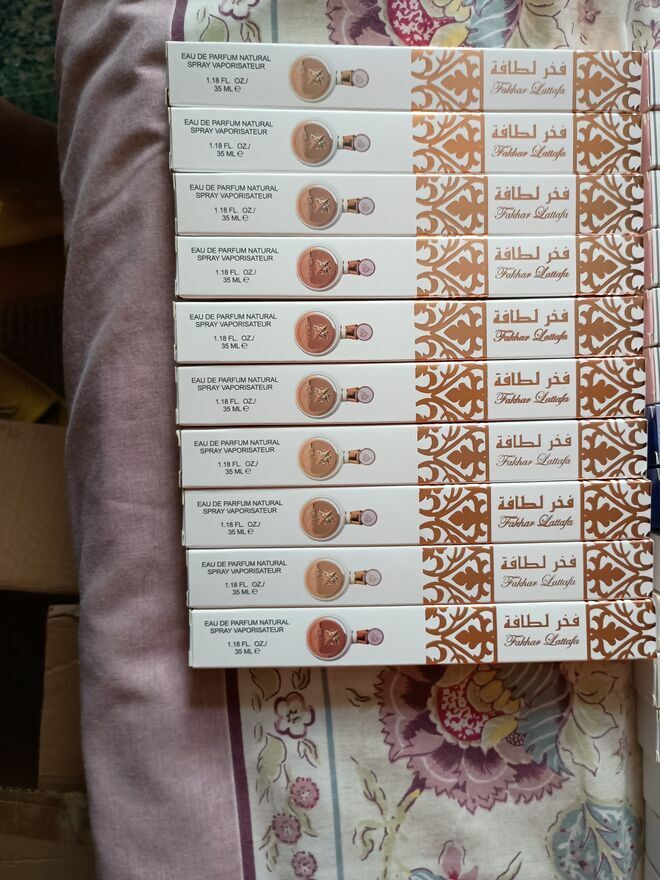 EAU DE PARFUM NATURAL
SPRAY VAPORISATEUR
1.18 FL. OZ./
35 ML e
فخر لطافة
Fakhar Lattafa
EAU DE PARFUM NATURAL
SPRAY VAPORISATEUR
1.18 FL. OZ./
35 ML e
فخر لطافة
Fakhar Lattafa
EAU DE PARFUM NATURAL
SPRAY VAPORISATEUR
1.18 FL. OZ./
35 ML e
فخر لطافة
Fakhar Lattafa
EAU DE PARFUM NATURAL
SPRAY VAPORISATEUR
1.18 FL. OZ./
35 ML e
فخر لطافة
Fakhar Lattafa
EAU DE PARFUM NATURAL
SPRAY VAPORISATEUR
1.18 FL. OZ./
35 ML e
فخر لطافة
Fakhar Lattafa
EAU DE PARFUM NATURAL
SPRAY VAPORISATEUR
1.18 FL. OZ./
35 ML e
فخر لطافة
Fakhar Lattafa
EAU DE PARFUM NATURAL
SPRAY VAPORISATEUR
1.18 FL. OZ./
35 ML e
فخر لطافة
Fakhar Lattafa
EAU DE PARFUM NATURAL
SPRAY VAPORISATEUR
1.18 FL. OZ./
35 ML e
فخر لطافة
Fakhar Lattafa
EAU DE PARFUM NATURAL
SPRAY VAPORISATEUR
1.18 FL. OZ./
35 ML e
فخر لطافة
Fakhar Lattafa
EAU DE PARFUM NATURAL
SPRAY VAPORISATEUR
1.18 FL. OZ./
35 ML e
فخر لطافة
Fakhar Lattafa